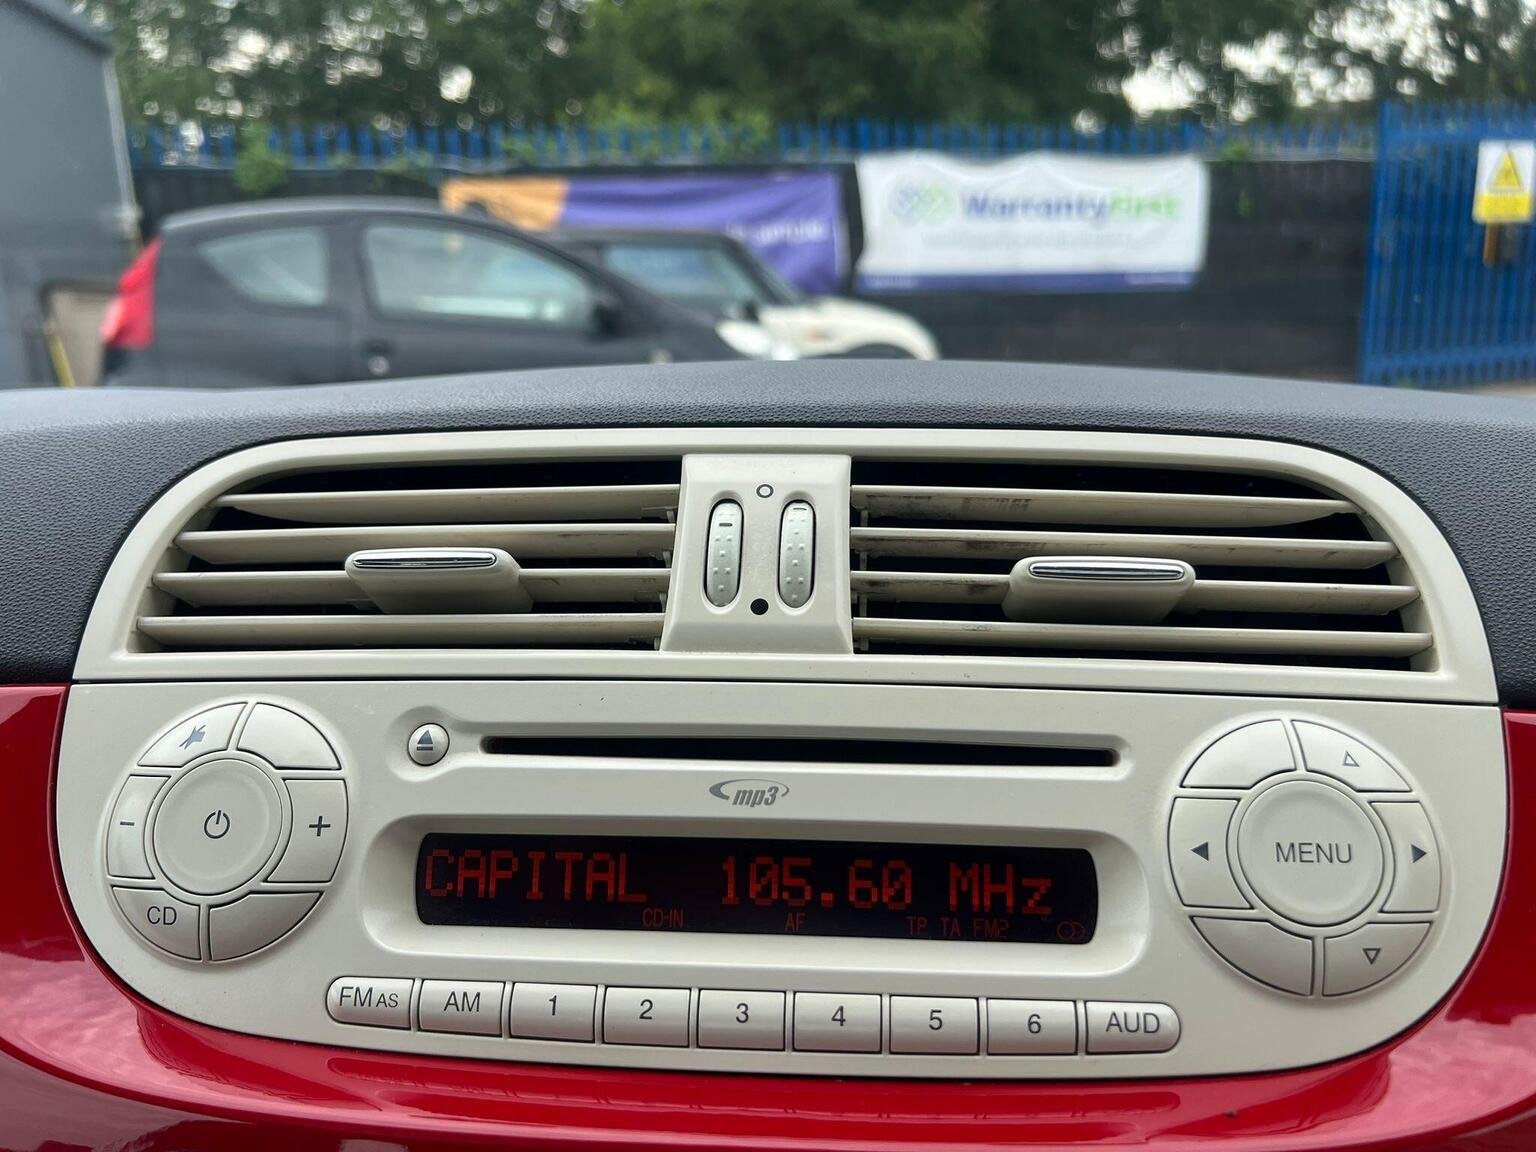 WarrantyFirst
mp3
CAPITAL 105.60 MHz
CD-IN AF TP TA FM2
MENU
CD
FM AS AM 1 2 3 4 5 6 AUD